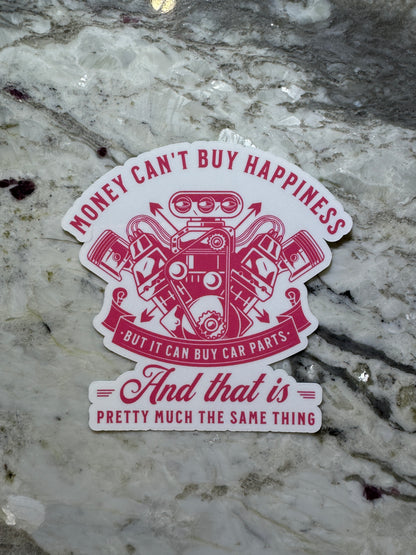 MONEY CAN'T BUY HAPPINESS
· BUT IT CAN BUY CAR PARTS ·
And that is
PRETTY MUCH THE SAME THING